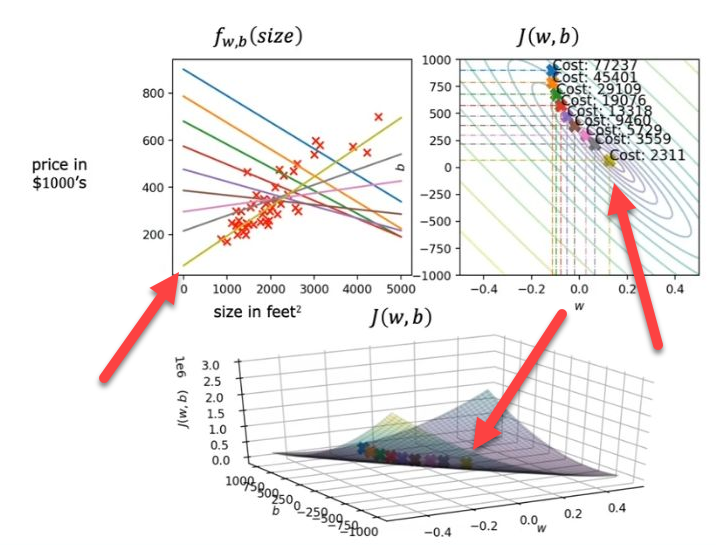 f_{w,b}(size)
J(w,b)
price in
$1000's
800
600
400
200
0 1000 2000 3000 4000 5000
size in feet²
b
1000
750
500
250
0
−250
−500
−750
−1000
Cost: 77237
Cost: 45401
Cost: 29109
Cost: 19076
Cost: 13318
Cost: 9460
Cost: 5729
Cost: 3559
Cost: 2311
−0.4 −0.2 0.0 0.2 0.4
w
J(w,b)
1e6
J(w, b)
3.0
2.5
2.0
1.5
1.0
0.5
0.0
1000
750
500
250
0
−250
−500
−750
−1000
b
−0.4 −0.2 0.0 0.2 0.4
w